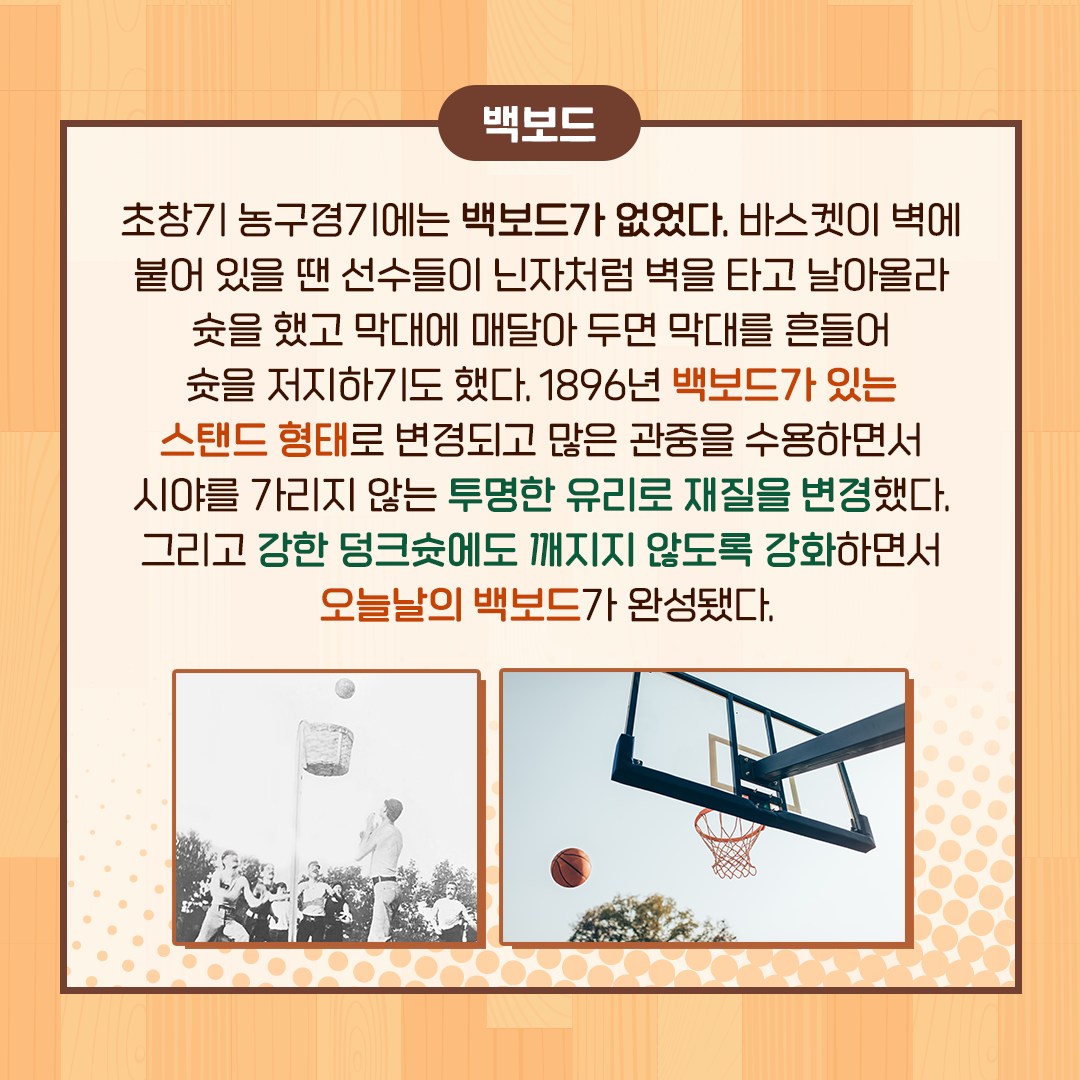 백보드
초창기 농구경기에는 백보드가 없었다. 바스켓이 벽에
붙어 있을 땐 선수들이 닌자처럼 벽을 타고 날아올라
슛을 했고 막대에 매달아 두면 막대를 흔들어
슛을 저지하기도 했다. 1896년 백보드가 있는
스탠드 형태로 변경되고 많은 관중을 수용하면서
시야를 가리지 않는 투명한 유리로 재질을 변경했다.
그리고 강한 덩크슛에도 깨지지 않도록 강화하면서
오늘날의 백보드가 완성됐다.